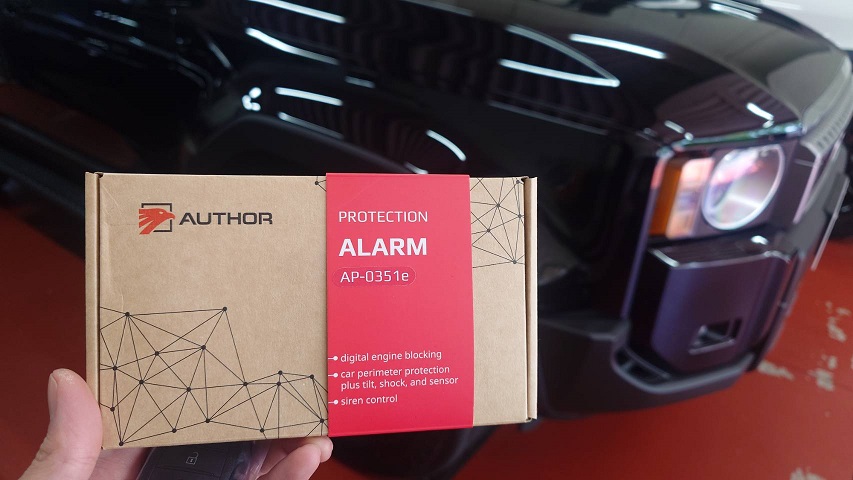 AUTHOR
PROTECTION
ALARM
AP-0351e
digital engine blocking
car perimeter protection
plus tilt, shock, and sensor
siren control